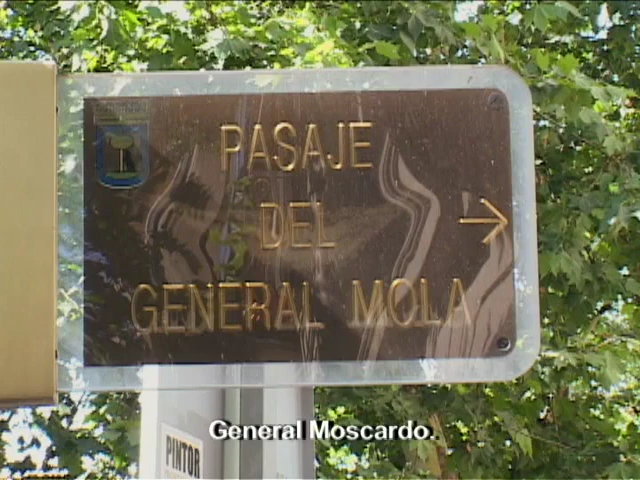 PASAJE
DEL
GENERAL MOLA
PINTOR
General Moscardo.